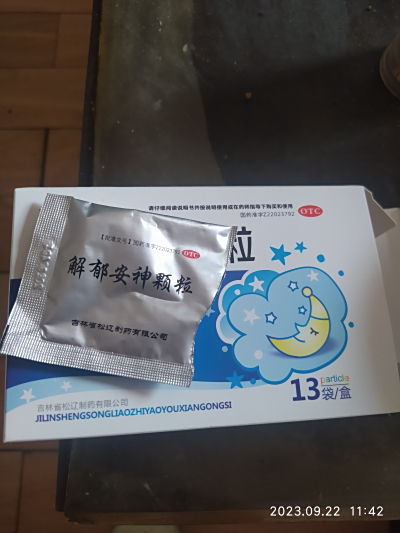 请仔细阅读说明书并按说明使用或在药师指导下购买和使用
国药准字Z22023792
OTC
粒
【批准文号】国药准字Z22023792
OTC
解郁安神颗粒
吉林省松辽制药有限公司
particle
13袋/盒
吉林省松辽制药有限公司
JILINSHENGSONGLIAOZHIYAOYOUXIANGONGSI
2023.09.22 11:42